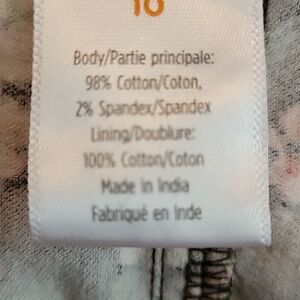 10
Body/Partie principale:
98% Cotton/Coton,
2% Spandex/Spandex
Lining/Doublure:
100% Cotton/Coton
Made in India
Fabriqué en Inde